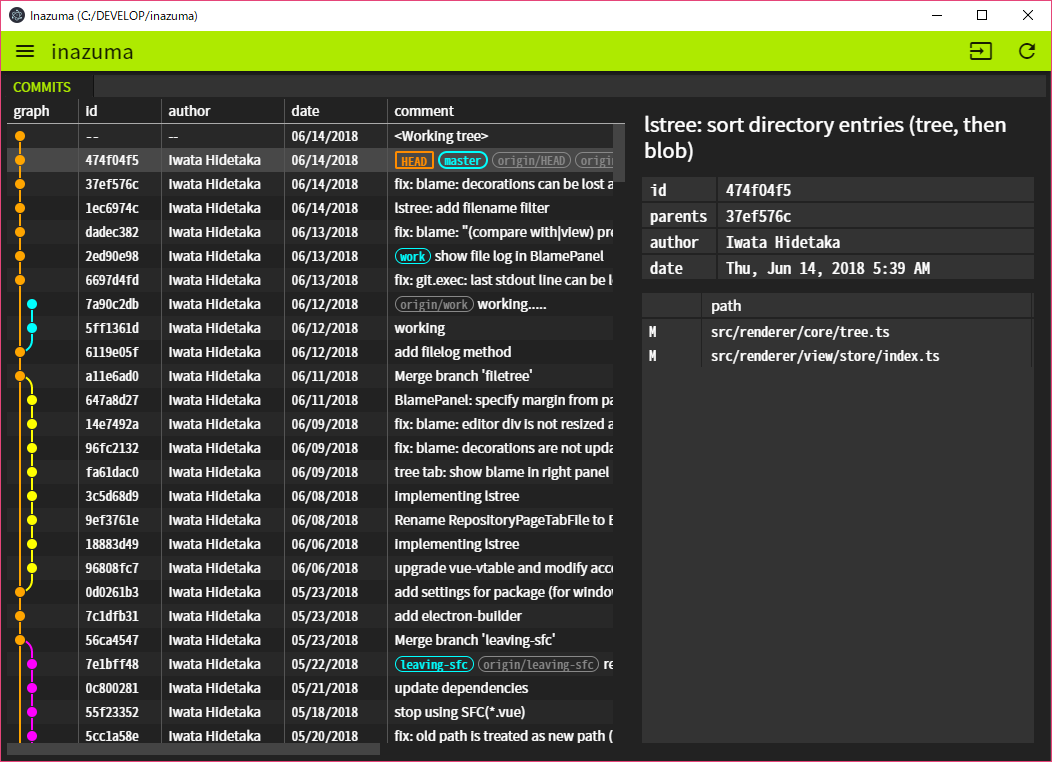 Inazuma (C:/DEVELOP/inazuma)
inazuma
COMMITS
graph Id author date comment
-- -- 06/14/2018 <Working tree>
474f04f5 Iwata Hidetaka 06/14/2018 HEAD master origin/HEAD origi
37ef576c Iwata Hidetaka 06/14/2018 fix: blame: decorations can be lost a
1ec6974c Iwata Hidetaka 06/14/2018 lstree: add filename filter
dadec382 Iwata Hidetaka 06/13/2018 fix: blame: "(compare with|view) pre
2ed90e98 Iwata Hidetaka 06/13/2018 work show file log in BlamePanel
6697d4fd Iwata Hidetaka 06/13/2018 fix: git.exec: last stdout line can be l
7a90c2db Iwata Hidetaka 06/12/2018 origin/work working.....
5ff1361d Iwata Hidetaka 06/12/2018 working
6119e05f Iwata Hidetaka 06/12/2018 add filelog method
a11e6ad0 Iwata Hidetaka 06/11/2018 Merge branch 'filetree'
647a8d27 Iwata Hidetaka 06/11/2018 BlamePanel: specify margin from pa
14e7492a Iwata Hidetaka 06/09/2018 fix: blame: editor div is not resized a
96fc2132 Iwata Hidetaka 06/09/2018 fix: blame: decorations are not upda
fa61dac0 Iwata Hidetaka 06/09/2018 tree tab: show blame in right panel
3c5d68d9 Iwata Hidetaka 06/08/2018 Implementing lstree
9ef3761e Iwata Hidetaka 06/08/2018 Rename RepositoryPageTabFile to B
18883d49 Iwata Hidetaka 06/06/2018 Implementing lstree
96808fc7 Iwata Hidetaka 06/06/2018 upgrade vue-vtable and modify acco
0d0261b3 Iwata Hidetaka 05/23/2018 add settings for package (for window
7c1dfb31 Iwata Hidetaka 05/23/2018 add electron-builder
56ca4547 Iwata Hidetaka 05/23/2018 Merge branch 'leaving-sfc'
7e1bff48 Iwata Hidetaka 05/22/2018 leaving-sfc origin/leaving-sfc re
0c800281 Iwata Hidetaka 05/21/2018 update dependencies
55f23352 Iwata Hidetaka 05/18/2018 stop using SFC(*.vue)
5cc1a58e Iwata Hidetaka 05/20/2018 fix: old path is treated as new path (
lstree: sort directory entries (tree, then
blob)
id 474f04f5
parents 37ef576c
author Iwata Hidetaka
date Thu, Jun 14, 2018 5:39 AM
path
M src/renderer/core/tree.ts
M src/renderer/view/store/index.ts